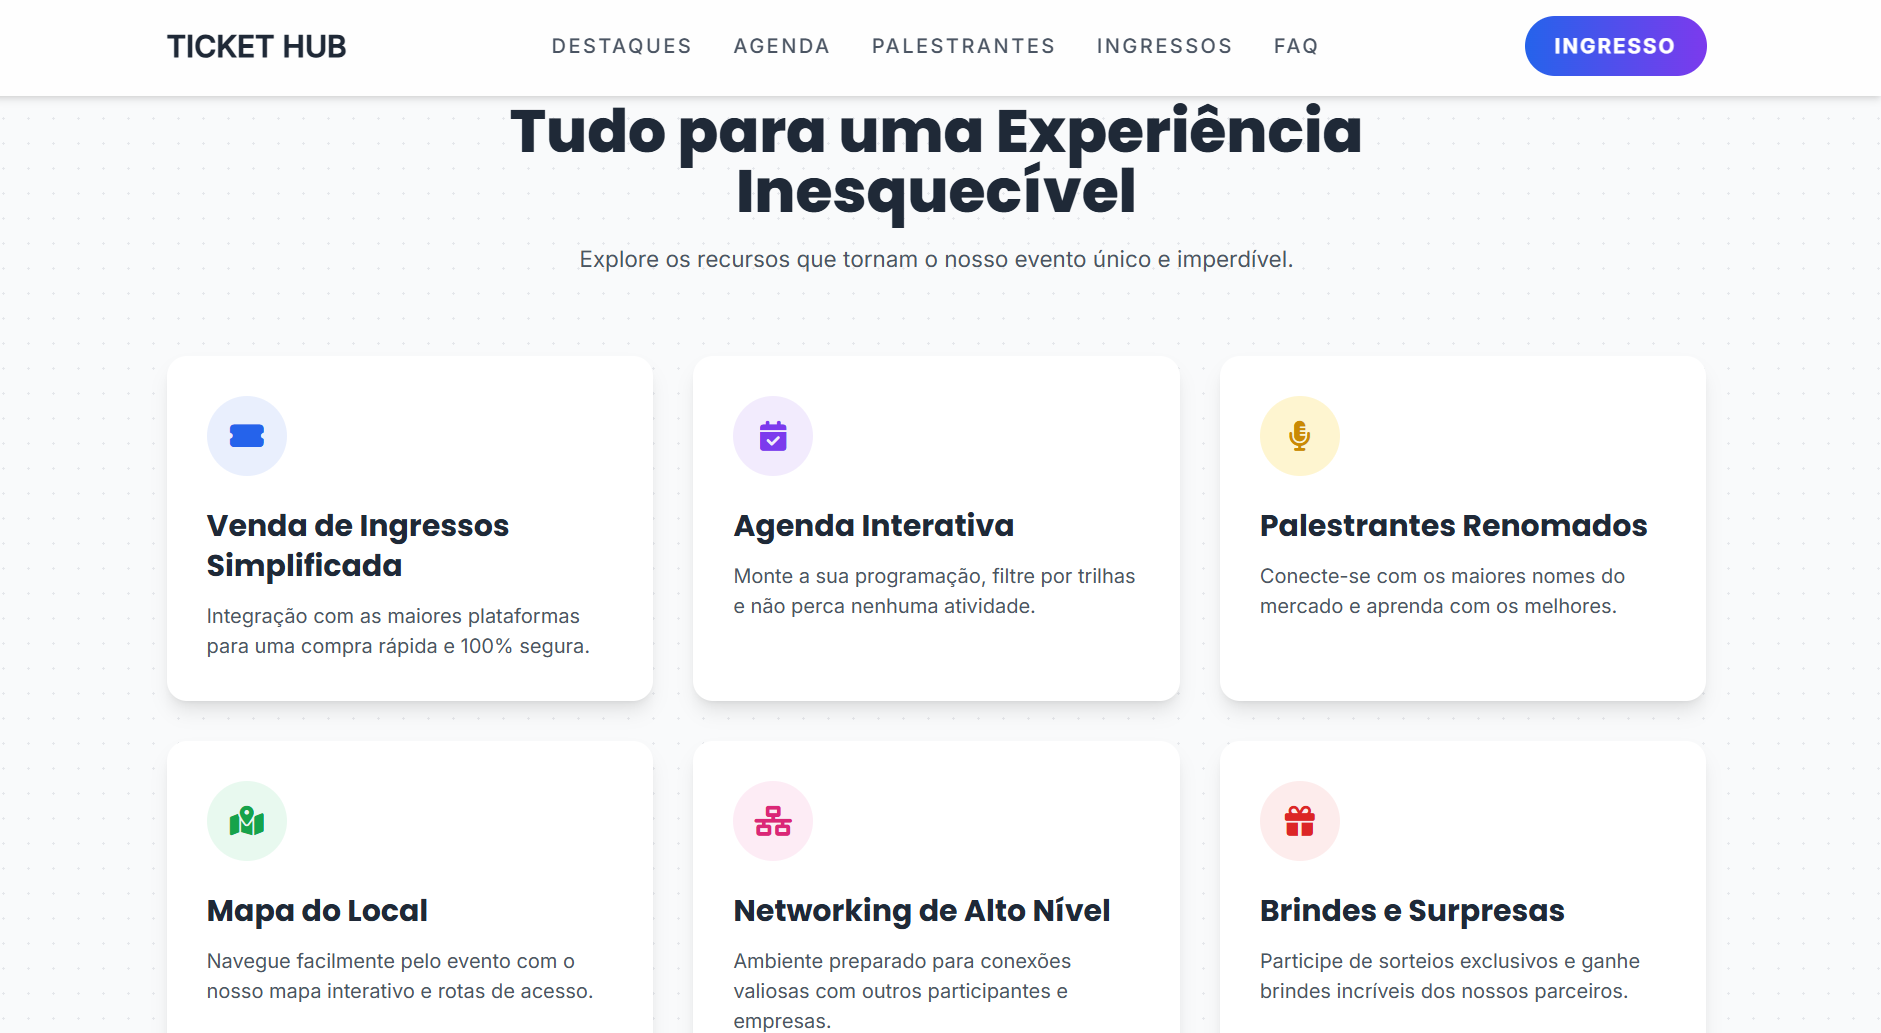 TICKET HUB
DESTAQUES AGENDA PALESTRANTES INGRESSOS FAQ
INGRESSO
Tudo para uma Experiência
Inesquecível
Explore os recursos que tornam o nosso evento único e imperdível.
Venda de Ingressos
Simplificada
Integração com as maiores plataformas
para uma compra rápida e 100% segura.
Agenda Interativa
Monte a sua programação, filtre por trilhas
e não perca nenhuma atividade.
Palestrantes Renomados
Conecte-se com os maiores nomes do
mercado e aprenda com os melhores.
Mapa do Local
Navegue facilmente pelo evento com o
nosso mapa interativo e rotas de acesso.
Networking de Alto Nível
Ambiente preparado para conexões
valiosas com outros participantes e
empresas.
Brindes e Surpresas
Participe de sorteios exclusivos e ganhe
brindes incríveis dos nossos parceiros.